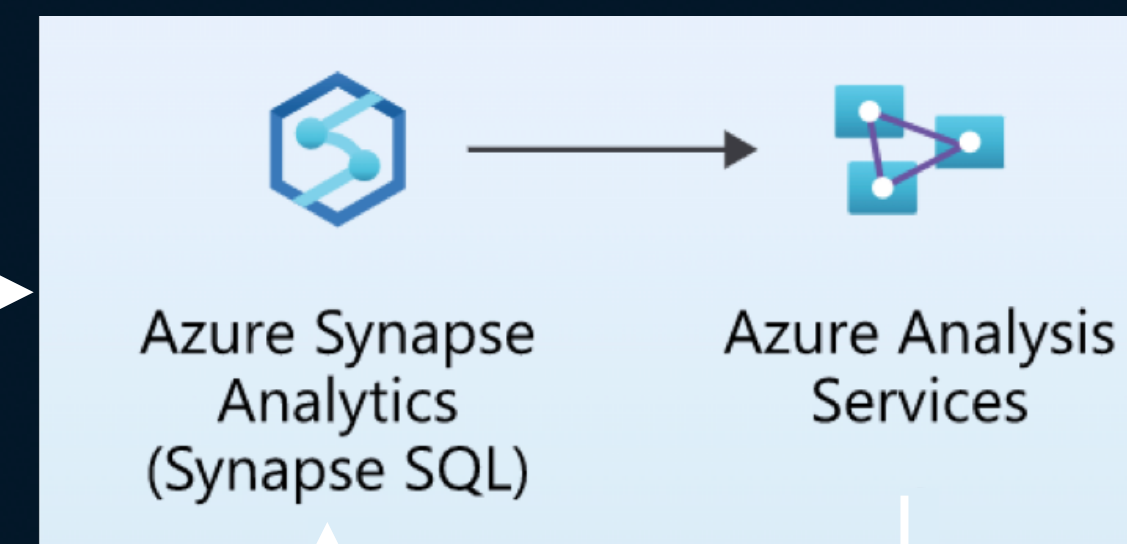 Azure Synapse
Analytics
(Synapse SQL)
Azure Analysis
Services